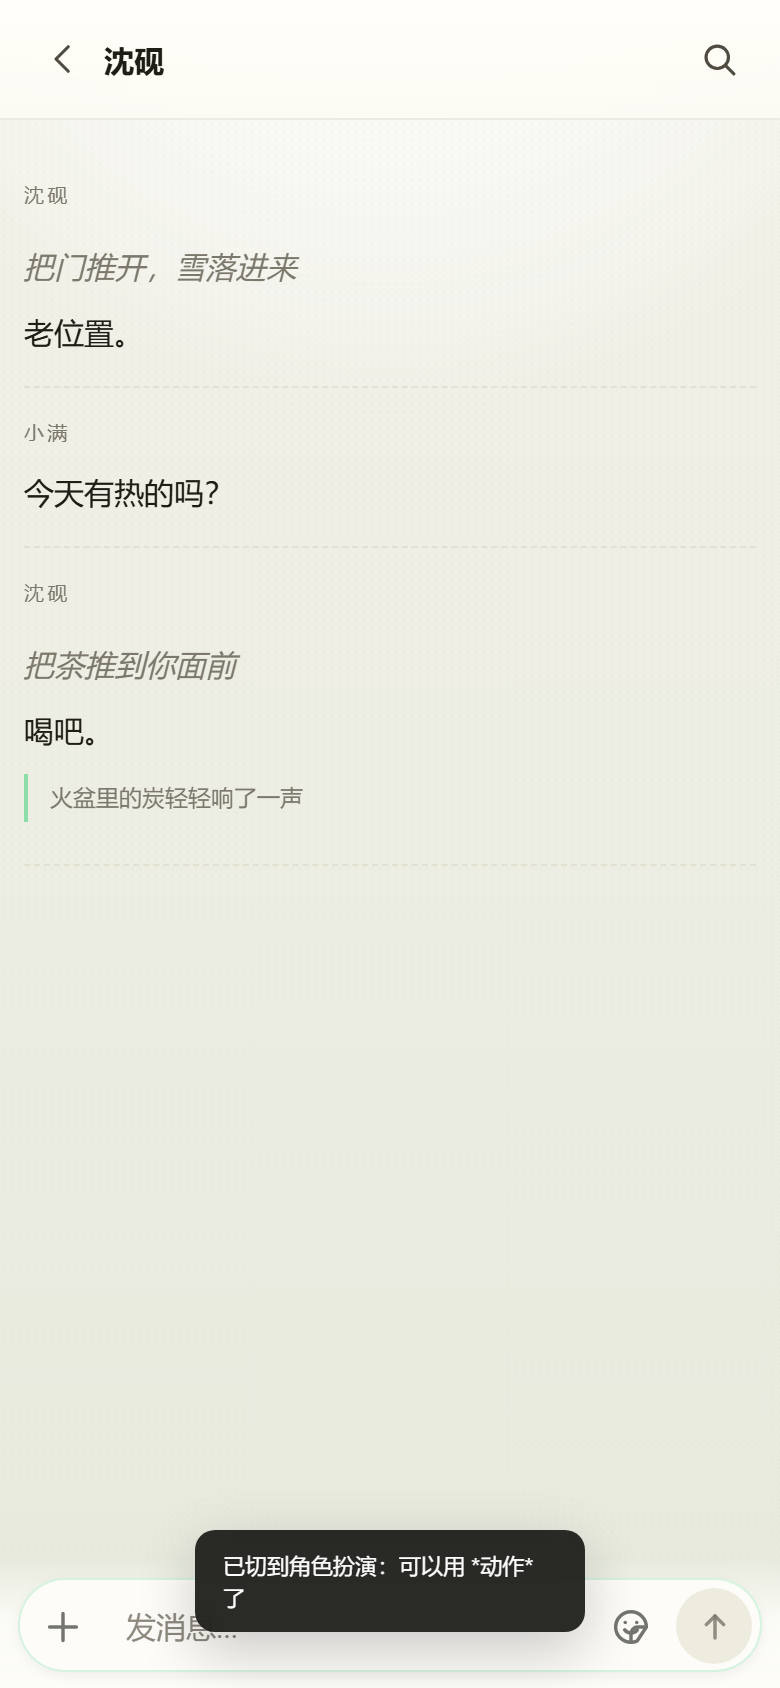 沈砚
沈砚
把门推开，雪落进来
老位置。
小满
今天有热的吗？
沈砚
把茶推到你面前
喝吧。
火盆里的炭轻轻响了一声
已切到角色扮演：可以用 *动作*
了
发消息...